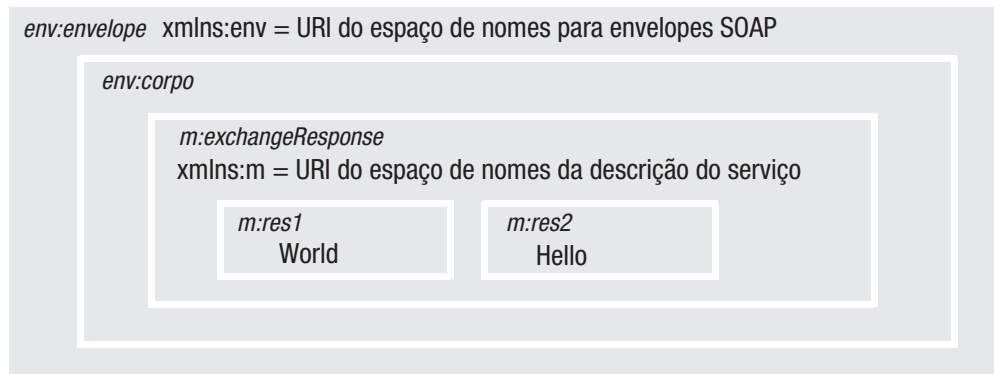 env:envelope xmlns:env = URI do espaço de nomes para envelopes SOAP
env:corpo
m:exchangeResponse
xmlns:m = URI do espaço de nomes da descrição do serviço
m:res1
World
m:res2
Hello